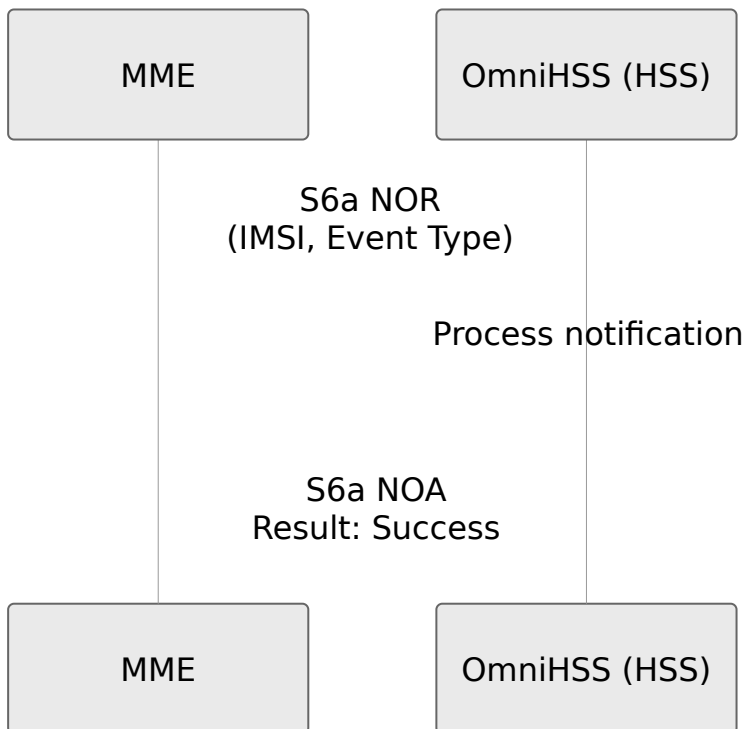 MME
OmniHSS (HSS)
S6a NOR
(IMSI, Event Type)
Process notification
S6a NOA
Result: Success
MME
OmniHSS (HSS)